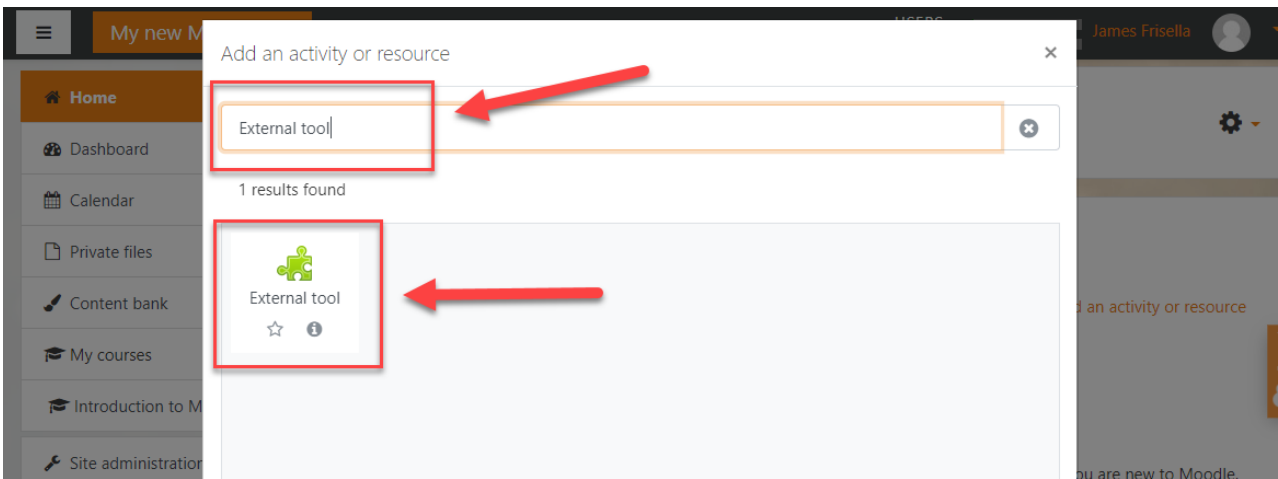 My new M
James Frisella
Add an activity or resource
Home
External tool
Dashboard
1 results found
Calendar
Private files
External tool
Content bank
d an activity or resource
My courses
Introduction to M
Site administration
ou are new to Moodle.